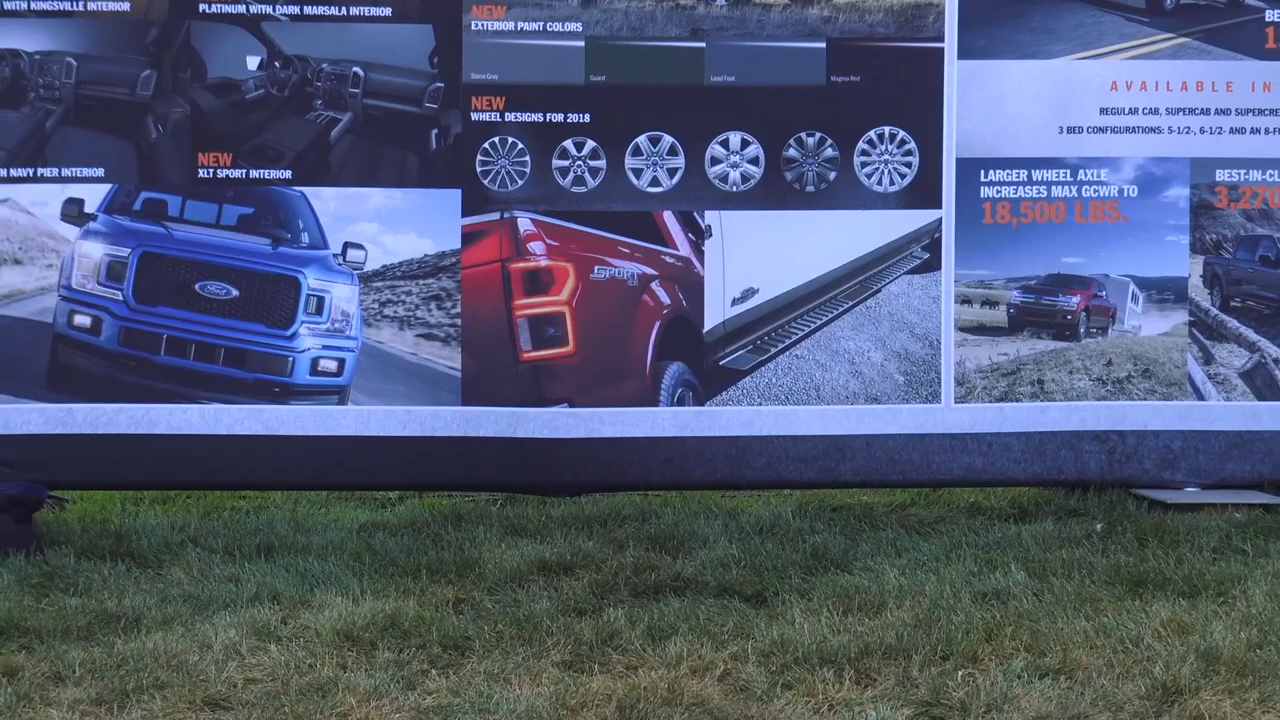 WITH KINGSVILLE INTERIOR
PLATINUM WITH DARK MARSALA INTERIOR
NAVY PIER INTERIOR
NEW
XLT SPORT INTERIOR
Ford
NEW
EXTERIOR PAINT COLORS
Stone Gray
Guard
Lead Foot
Magma Red
NEW
WHEEL DESIGNS FOR 2018
SPORT
4X4
AVAILABLE IN
REGULAR CAB, SUPERCAB AND SUPERCRE
3 BED CONFIGURATIONS: 5-1/2-, 6-1/2- AND AN 8-F
LARGER WHEEL AXLE
INCREASES MAX GCWR TO
18,500 LBS.
BEST-IN-CL
3,270